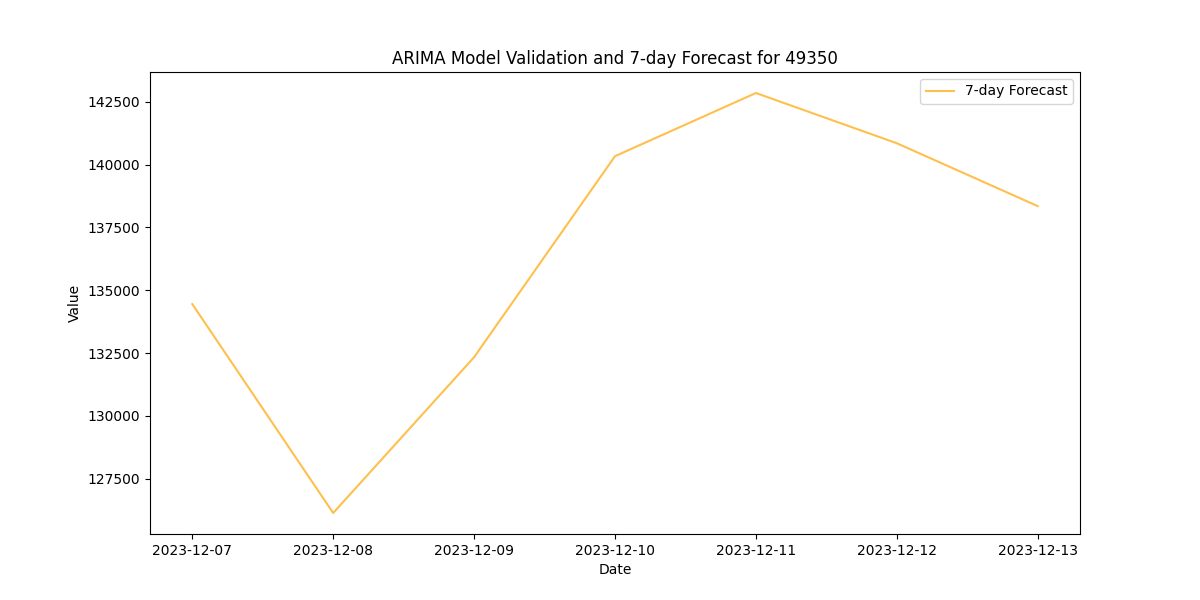 ARIMA Model Validation and 7-day Forecast for 49350
7-day Forecast
142500
140000
137500
135000
132500
130000
127500
Value
2023-12-07 2023-12-08 2023-12-09 2023-12-10 2023-12-11 2023-12-12 2023-12-13
Date